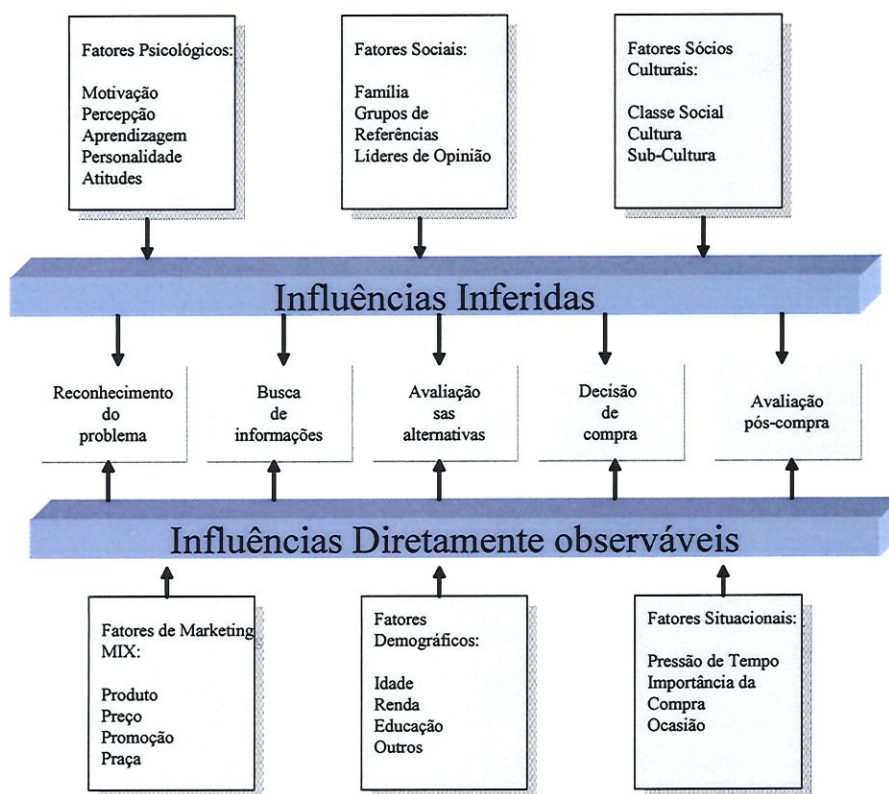 Fatores Psicológicos:
Motivação
Percepção
Aprendizagem
Personalidade
Atitudes
Fatores Sociais:
Família
Grupos de
Referências
Líderes de Opinião
Fatores Sócios
Culturais:
Classe Social
Cultura
Sub-Cultura
Influências Inferidas
Reconhecimento
do
problema
Busca
de
informações
Avaliação
sas
alternativas
Decisão
de
compra
Avaliação
pós-compra
Influências Diretamente observáveis
Fatores de Marketing
MIX:
Produto
Preço
Promoção
Praça
Fatores
Demográficos:
Idade
Renda
Educação
Outros
Fatores Situacionais:
Pressão de Tempo
Importância da
Compra
Ocasião